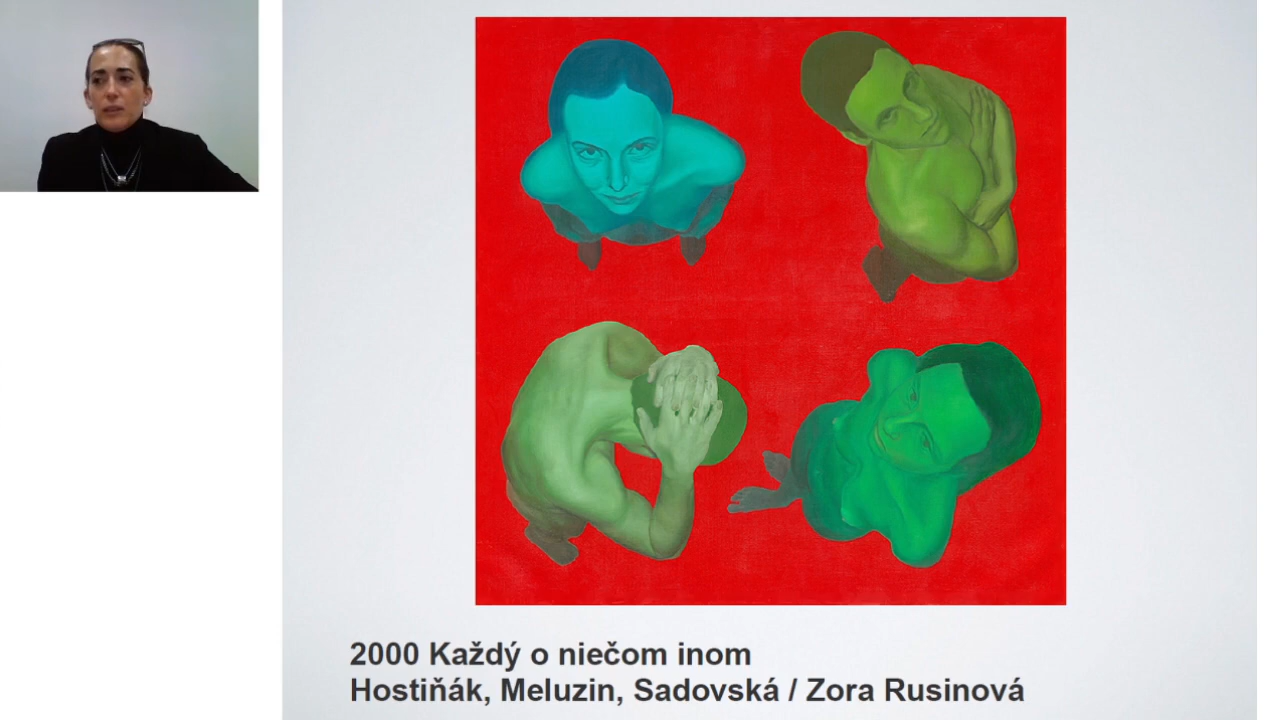 2000 Každý o niečom inom
Hostiňák, Meluzin, Sadovská / Zora Rusinová